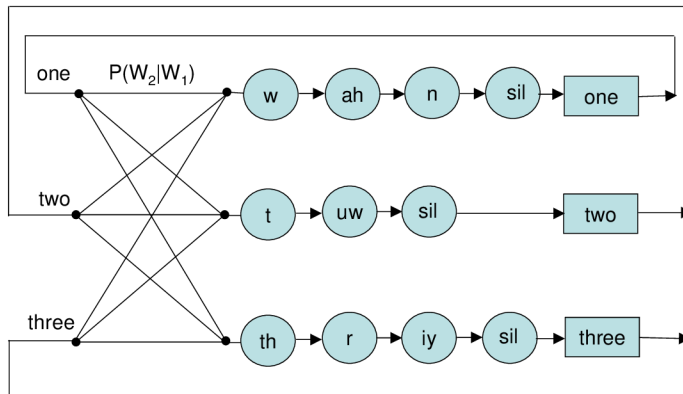 one P(W₂|W₁)
w ah n sil one
two
t uw sil two
three
th r iy sil three